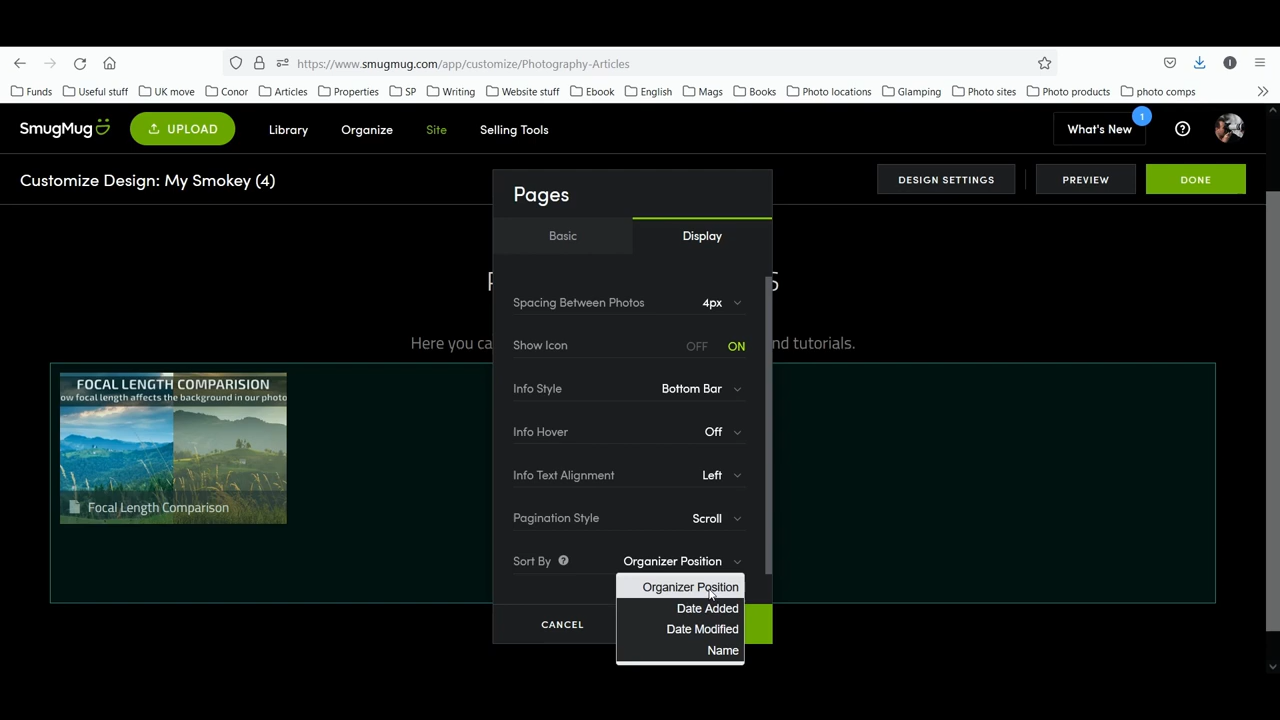 https://www.smugmug.com/app/customize/Photography-Articles
Funds Useful stuff UK move Conor Articles Properties SP Writing Website stuff Ebook English Mags Books Photo locations Glamping Photo sites Photo products photo comps
SmugMug UPLOAD Library Organize Site Selling Tools What's New 1
Customize Design: My Smokey (4) DESIGN SETTINGS PREVIEW DONE
Pages
Basic Display
Here you ca nd tutorials.
Spacing Between Photos 4px
Show Icon OFF ON
Info Style Bottom Bar
Info Hover Off
Info Text Alignment Left
Pagination Style Scroll
Sort By ? Organizer Position
Organizer Position
Date Added
Date Modified
Name
CANCEL
FOCAL LENGTH COMPARISION
ow focal length affects the background in our photo
Focal Length Comparison